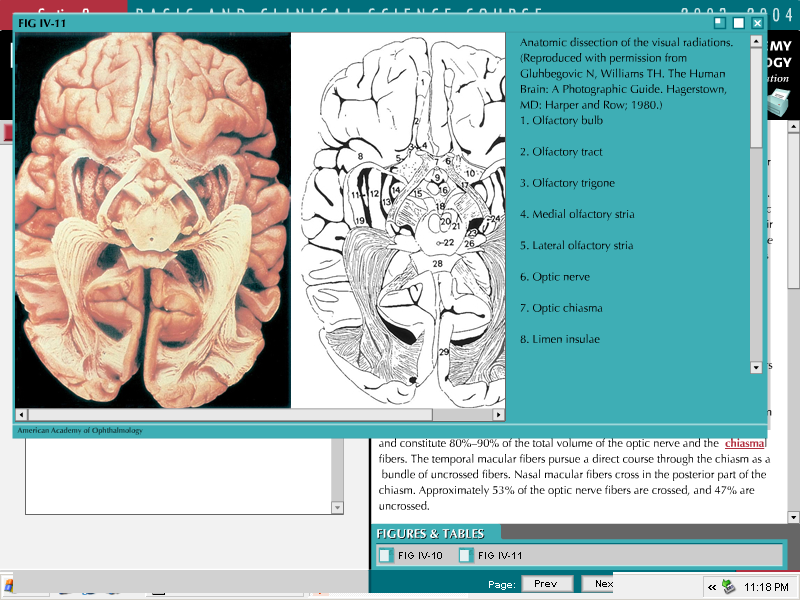 BASIC AND CLINICAL SCIENCE COURSE
FIG IV-11
Anatomic dissection of the visual radiations.
(Reproduced with permission from
Gluhbegovic N, Williams TH. The Human
Brain: A Photographic Guide. Hagerstown,
MD: Harper and Row; 1980.)
1. Olfactory bulb
2. Olfactory tract
3. Olfactory trigone
4. Medial olfactory stria
5. Lateral olfactory stria
6. Optic nerve
7. Optic chiasma
8. Limen insulae
1
2
3
4
5
6
7
8
9
10
11
12
13
14
15
16
17
18
19
20
21
22
23
24
26
28
29
American Academy of Ophthalmology
and constitute 80%–90% of the total volume of the optic nerve and the chiasmal
fibers. The temporal macular fibers pursue a direct course through the chiasm as a
bundle of uncrossed fibers. Nasal macular fibers cross in the posterior part of the
chiasm. Approximately 53% of the optic nerve fibers are crossed, and 47% are
uncrossed.
FIGURES & TABLES
FIG IV-10
FIG IV-11
Page:
Prev
Nex
«
11:18 PM